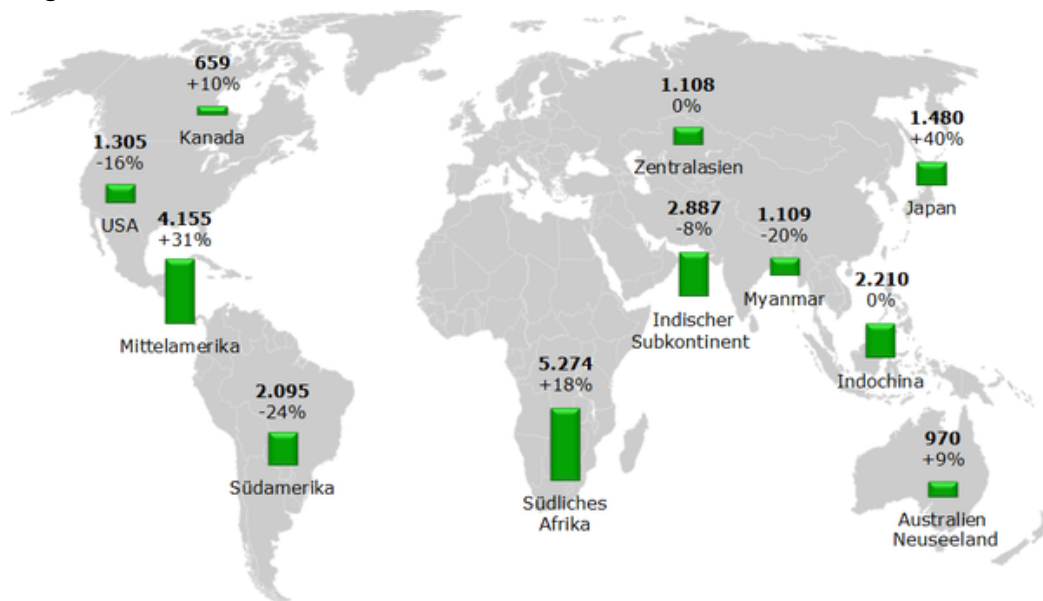 659
+10%
Kanada
1.305
-16%
USA
4.155
+31%
Mittelamerika
2.095
-24%
Südamerika
5.274
+18%
Südliches
Afrika
1.108
0%
Zentralasien
2.887
-8%
Indischer
Subkontinent
1.109
-20%
Myanmar
1.480
+40%
Japan
2.210
0%
Indochina
970
+9%
Australien
Neuseeland